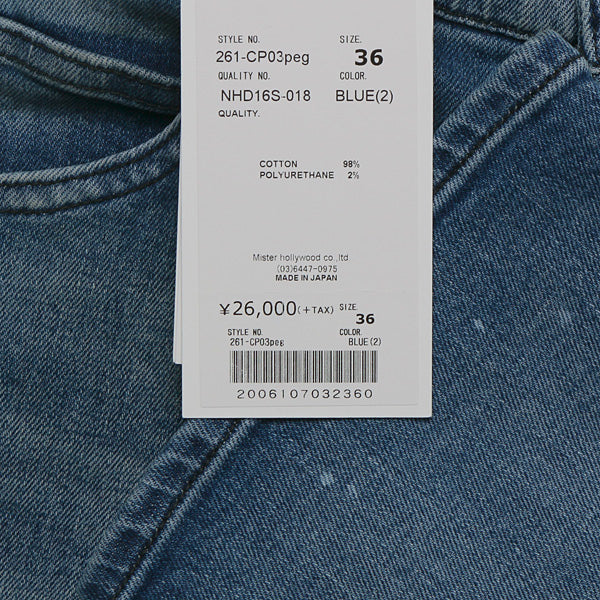 STYLE NO. SIZE.
261-CP03peg 36
QUALITY NO. COLOR.
NHD16S-018 BLUE(2)
QUALITY.
COTTON 98%
POLYURETHANE 2%
Mister hollywood co.,ltd.
(03)6447-0975
MADE IN JAPAN
¥26,000(+TAX) SIZE. 36
STYLE NO. COLOR.
261-CP03peg BLUE(2)
2006107032360